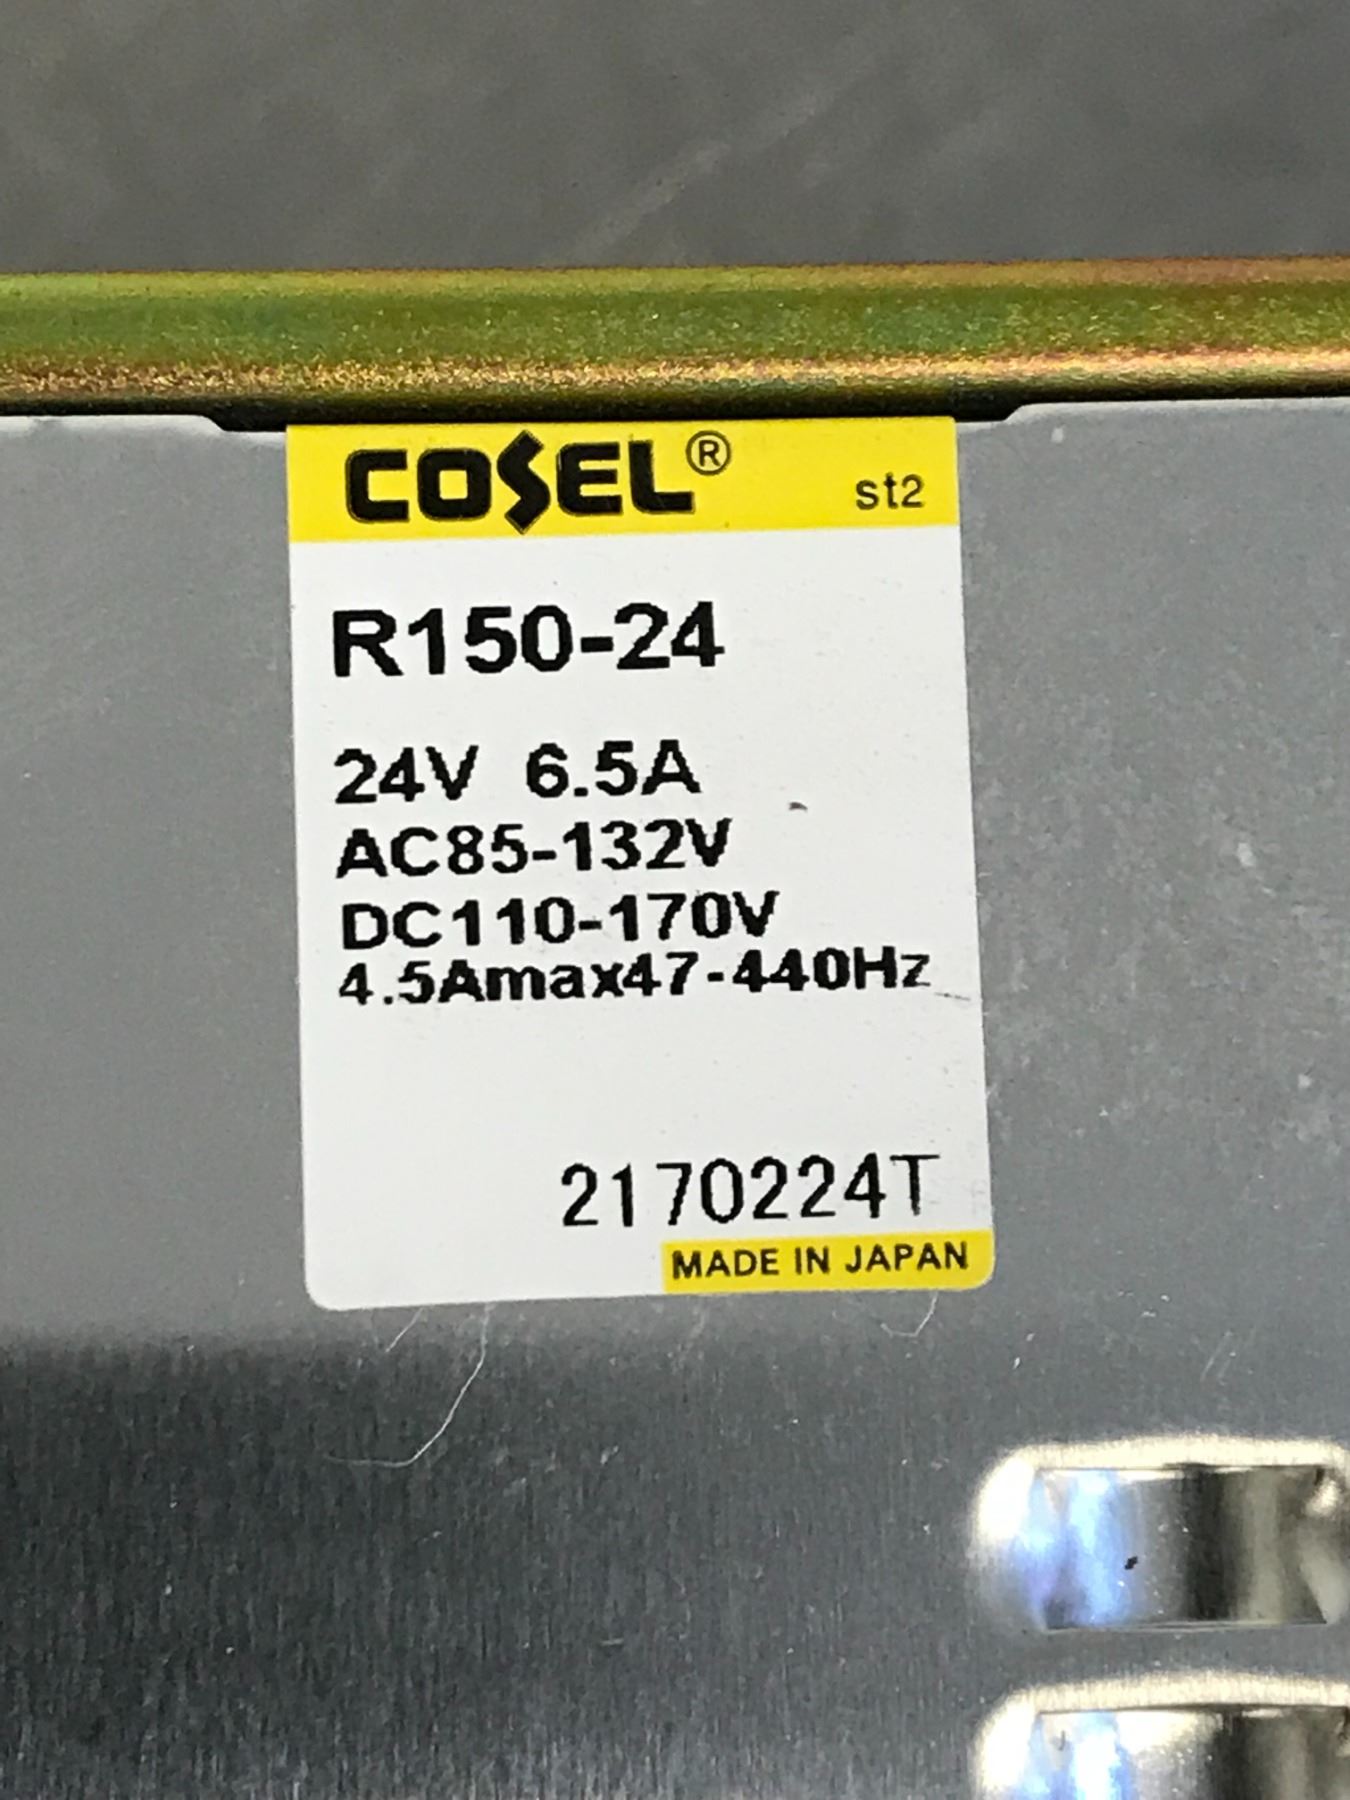 COSEL® st2
R150-24
24V 6.5A
AC85-132V
DC110-170V
4.5Amax47-440Hz
2170224T
MADE IN JAPAN